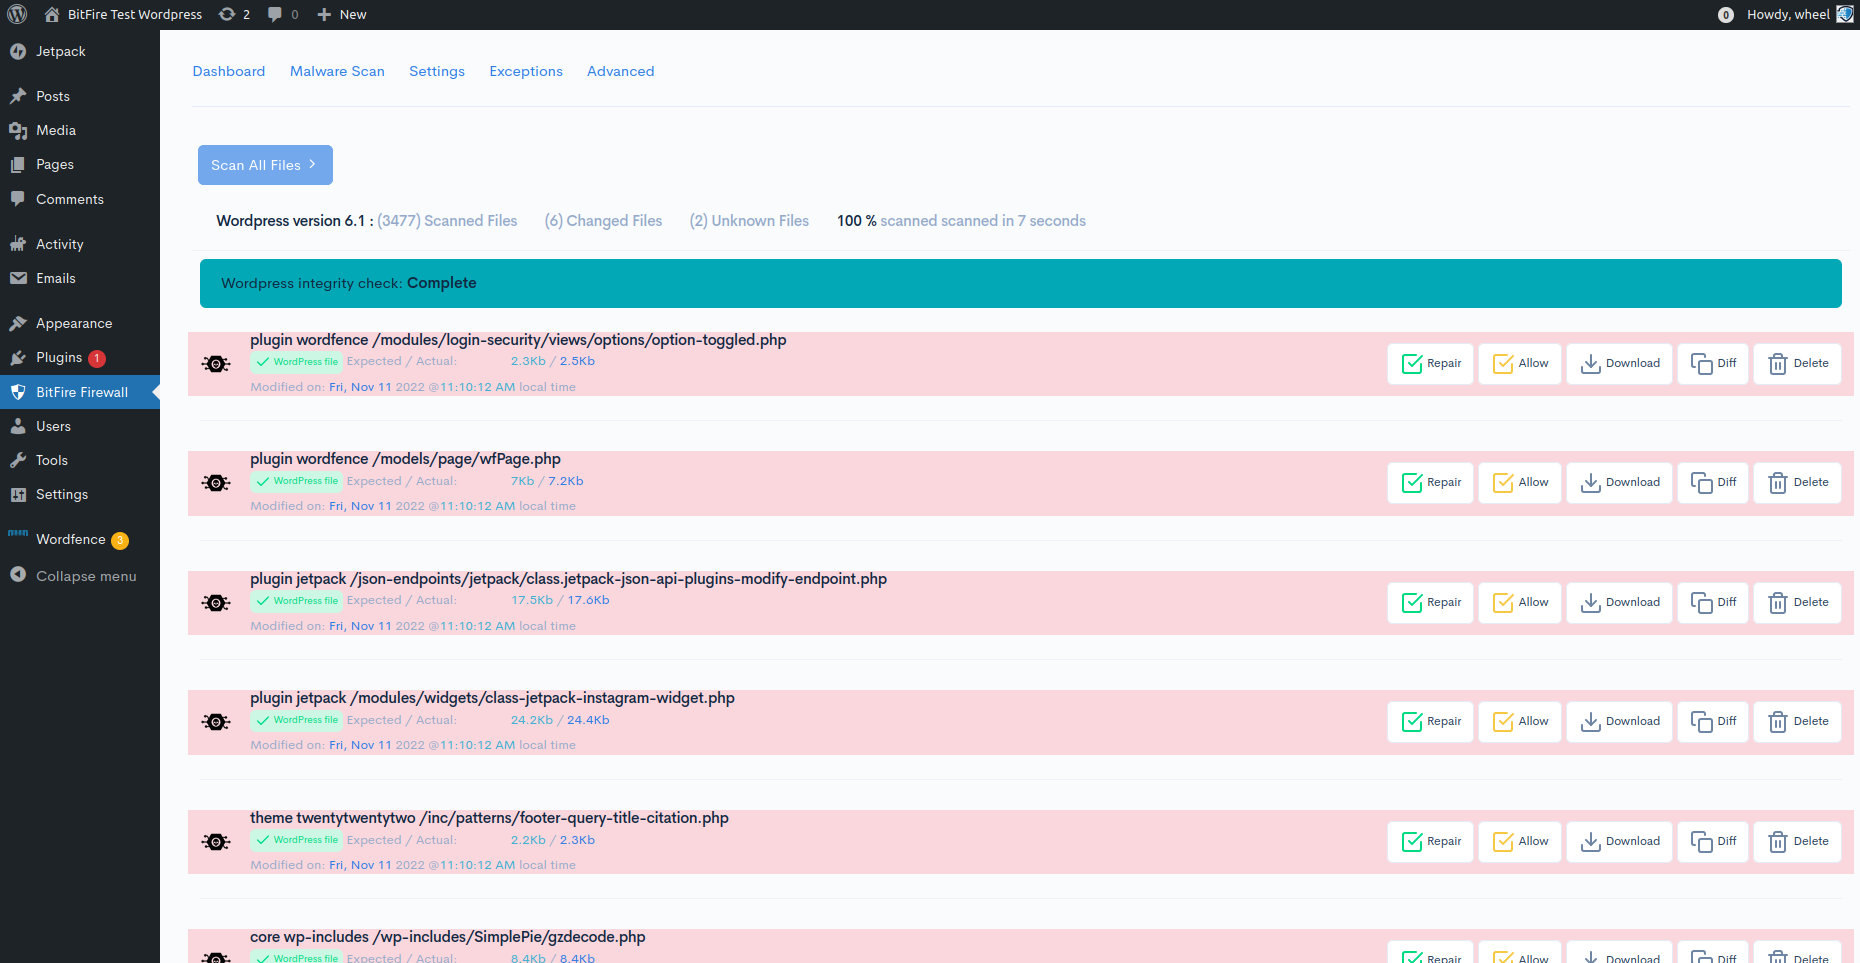 BitFire Test Wordpress 2 0 New 0 Howdy, wheel
Jetpack
Posts
Media
Pages
Comments
Activity
Emails
Appearance
Plugins 1
BitFire Firewall
Users
Tools
Settings
Wordfence 3
Collapse menu
Dashboard Malware Scan Settings Exceptions Advanced
Scan All Files >
Wordpress version 6.1 : (3477) Scanned Files (6) Changed Files (2) Unknown Files 100 % scanned scanned in 7 seconds
Wordpress integrity check: Complete
plugin wordfence /modules/login-security/views/options/option-toggled.php
WordPress file Expected / Actual: 2.3Kb / 2.5Kb
Modified on: Fri, Nov 11 2022 @11:10:12 AM local time
Repair Allow Download Diff Delete
plugin wordfence /models/page/wfPage.php
WordPress file Expected / Actual: 7Kb / 7.2Kb
Modified on: Fri, Nov 11 2022 @11:10:12 AM local time
Repair Allow Download Diff Delete
plugin jetpack /json-endpoints/jetpack/class.jetpack-json-api-plugins-modify-endpoint.php
WordPress file Expected / Actual: 17.5Kb / 17.6Kb
Modified on: Fri, Nov 11 2022 @11:10:12 AM local time
Repair Allow Download Diff Delete
plugin jetpack /modules/widgets/class-jetpack-instagram-widget.php
WordPress file Expected / Actual: 24.2Kb / 24.4Kb
Modified on: Fri, Nov 11 2022 @11:10:12 AM local time
Repair Allow Download Diff Delete
theme twentytwentytwo /inc/patterns/footer-query-title-citation.php
WordPress file Expected / Actual: 2.2Kb / 2.3Kb
Modified on: Fri, Nov 11 2022 @11:10:12 AM local time
Repair Allow Download Diff Delete
core wp-includes /wp-includes/SimplePie/gzdecode.php
WordPress file Expected / Actual: 8.4Kb / 8.4Kb
Repair Allow Download Diff Delete